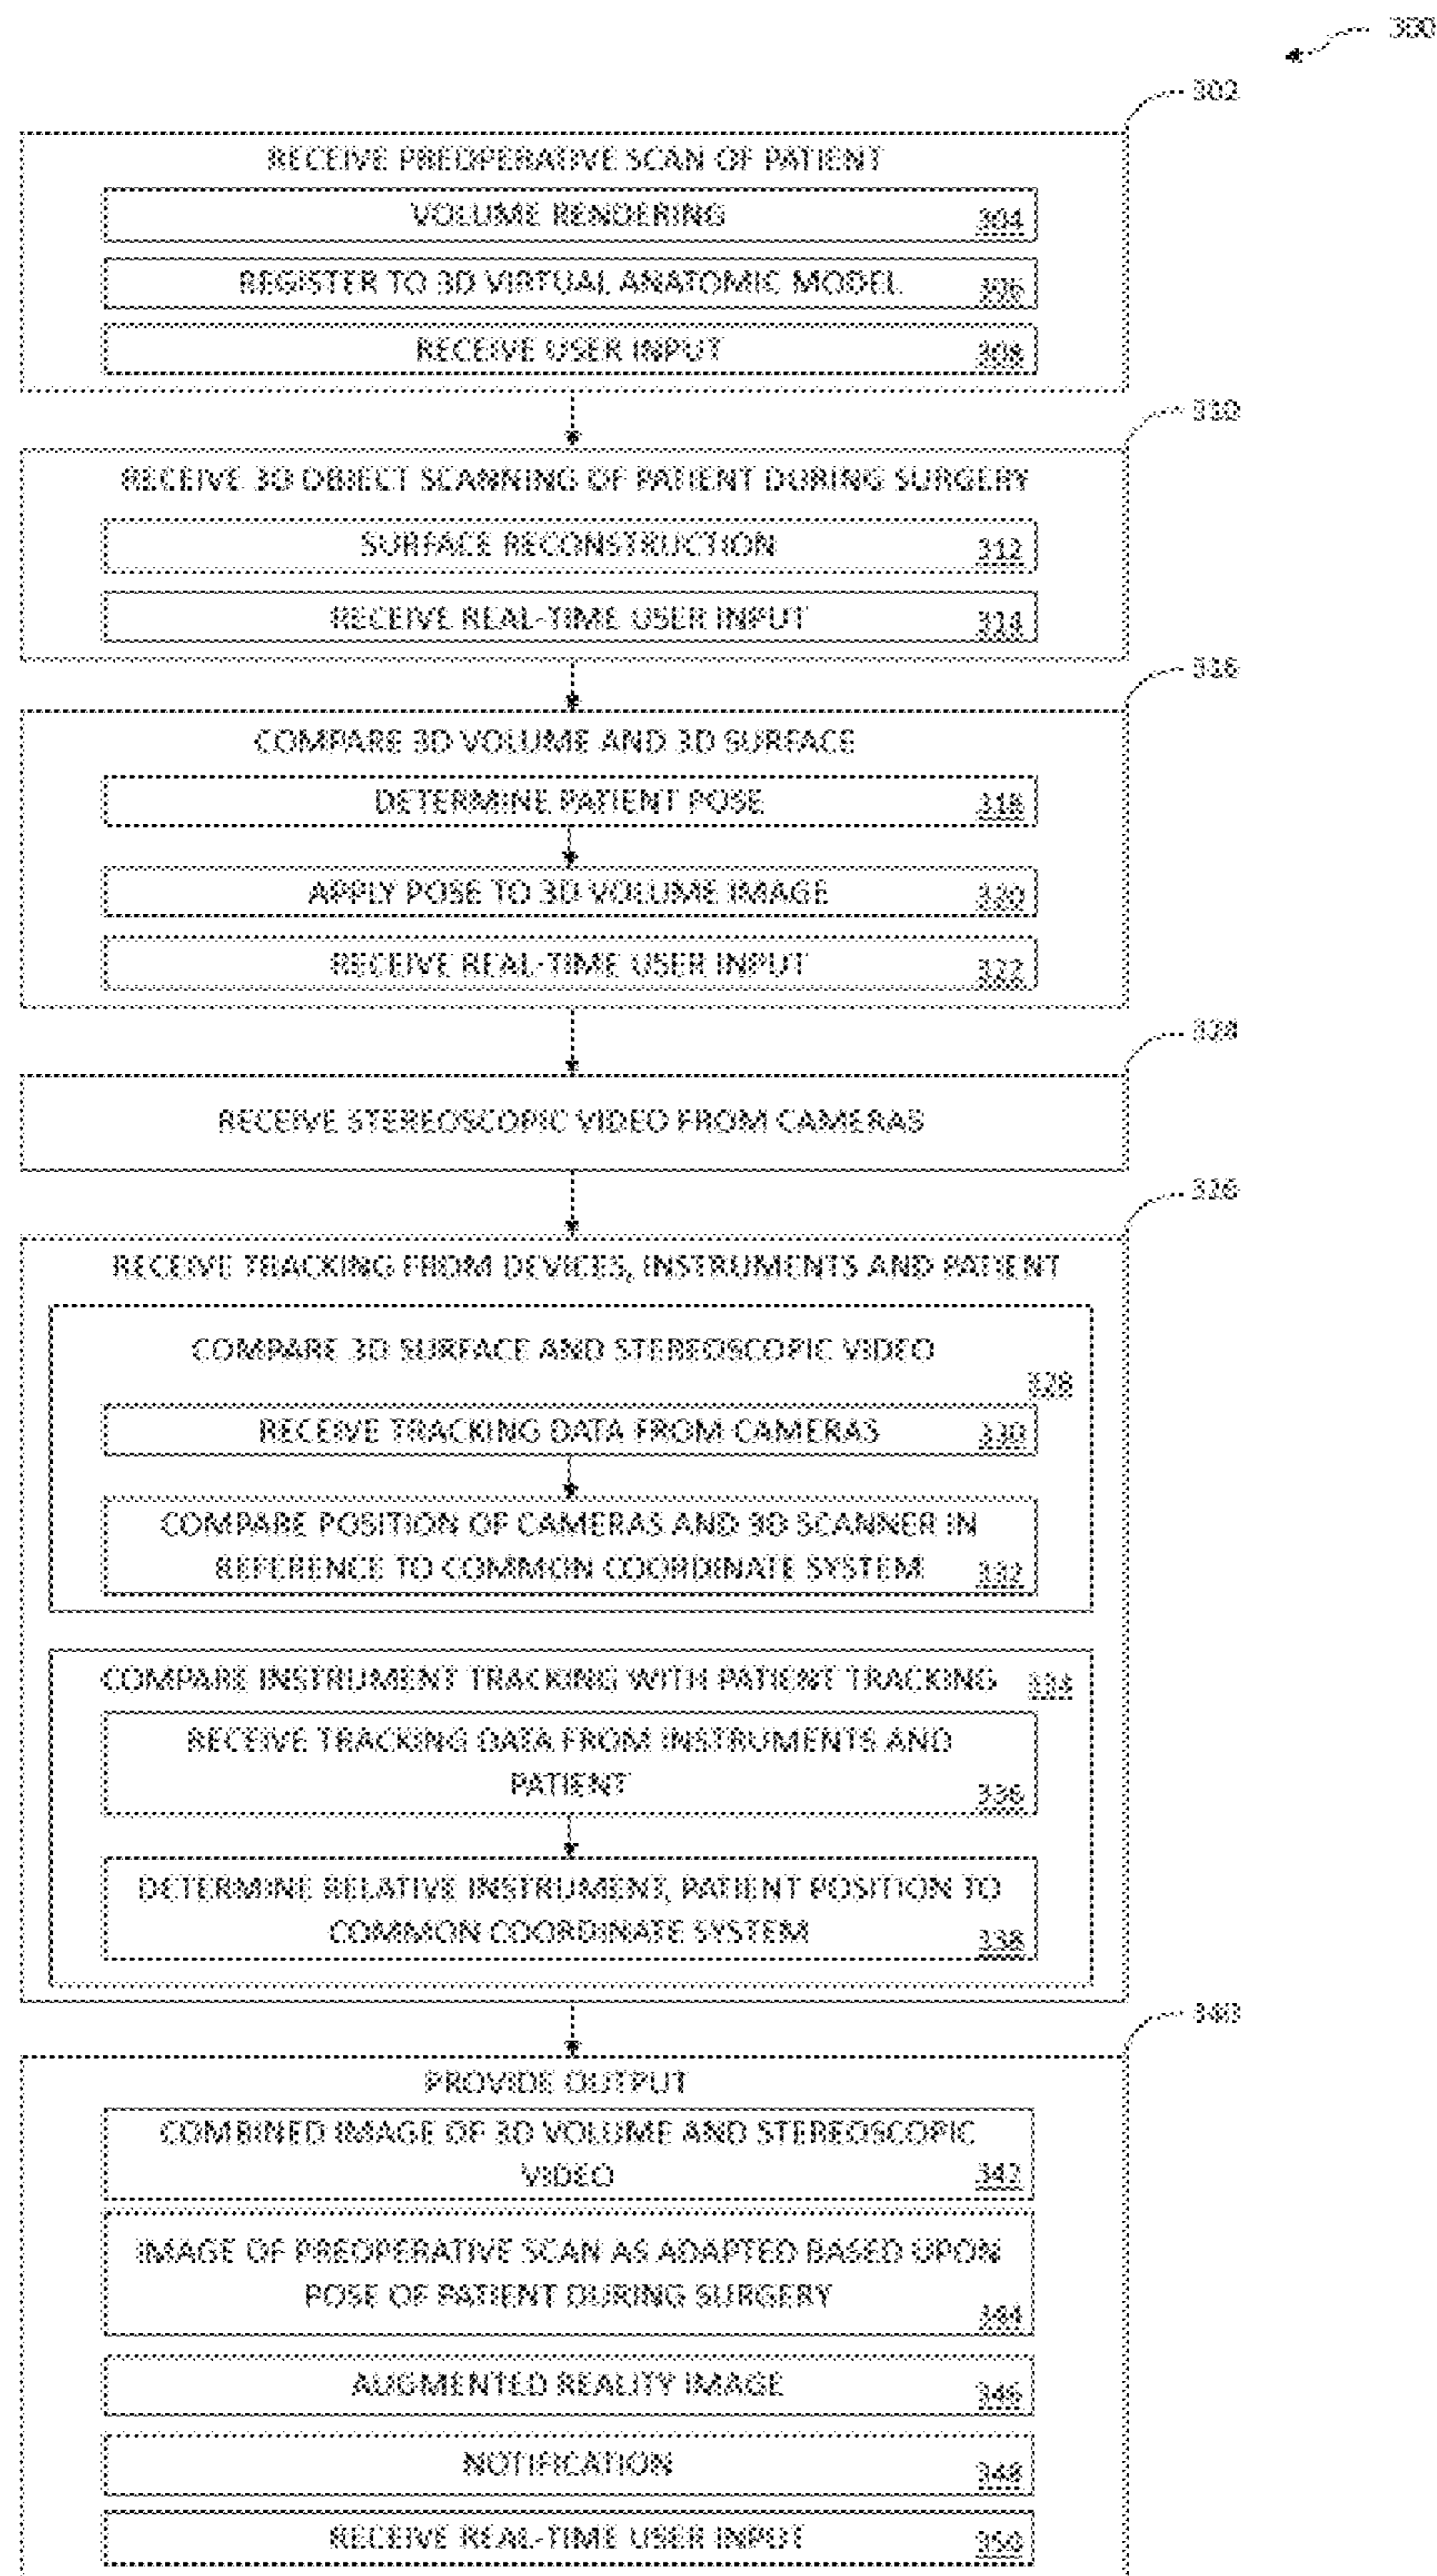 300
302
RECEIVE PREOPERATIVE SCAN OF PATIENT
VOLUME RENDERING 304
REGISTER TO 3D VIRTUAL ANATOMIC MODEL 306
RECEIVE USER INPUT 308
310
RECEIVE 3D OBJECT SCANNING OF PATIENT DURING SURGERY
SURFACE RECONSTRUCTION 312
RECEIVE REAL-TIME USER INPUT 314
316
COMPARE 3D VOLUME AND 3D SURFACE
DETERMINE PATIENT POSE 318
APPLY POSE TO 3D VOLUME IMAGE 320
RECEIVE REAL-TIME USER INPUT 322
324
RECEIVE STEREOSCOPIC VIDEO FROM CAMERAS
326
RECEIVE TRACKING FROM DEVICES, INSTRUMENTS AND PATIENT
COMPARE 3D SURFACE AND STEREOSCOPIC VIDEO
328
RECEIVE TRACKING DATA FROM CAMERAS 330
COMPARE POSITION OF CAMERAS AND 3D SCANNER IN
REFERENCE TO COMMON COORDINATE SYSTEM 332
COMPARE INSTRUMENT TRACKING WITH PATIENT TRACKING 334
RECEIVE TRACKING DATA FROM INSTRUMENTS AND
PATIENT 336
DETERMINE RELATIVE INSTRUMENT, PATIENT POSITION TO
COMMON COORDINATE SYSTEM 338
340
PROVIDE OUTPUT
COMBINED IMAGE OF 3D VOLUME AND STEREOSCOPIC
VIDEO 342
IMAGE OF PREOPERATIVE SCAN AS ADAPTED BASED UPON
POSE OF PATIENT DURING SURGERY
344
AUGMENTED REALITY IMAGE 346
NOTIFICATION 348
RECEIVE REAL-TIME USER INPUT 350